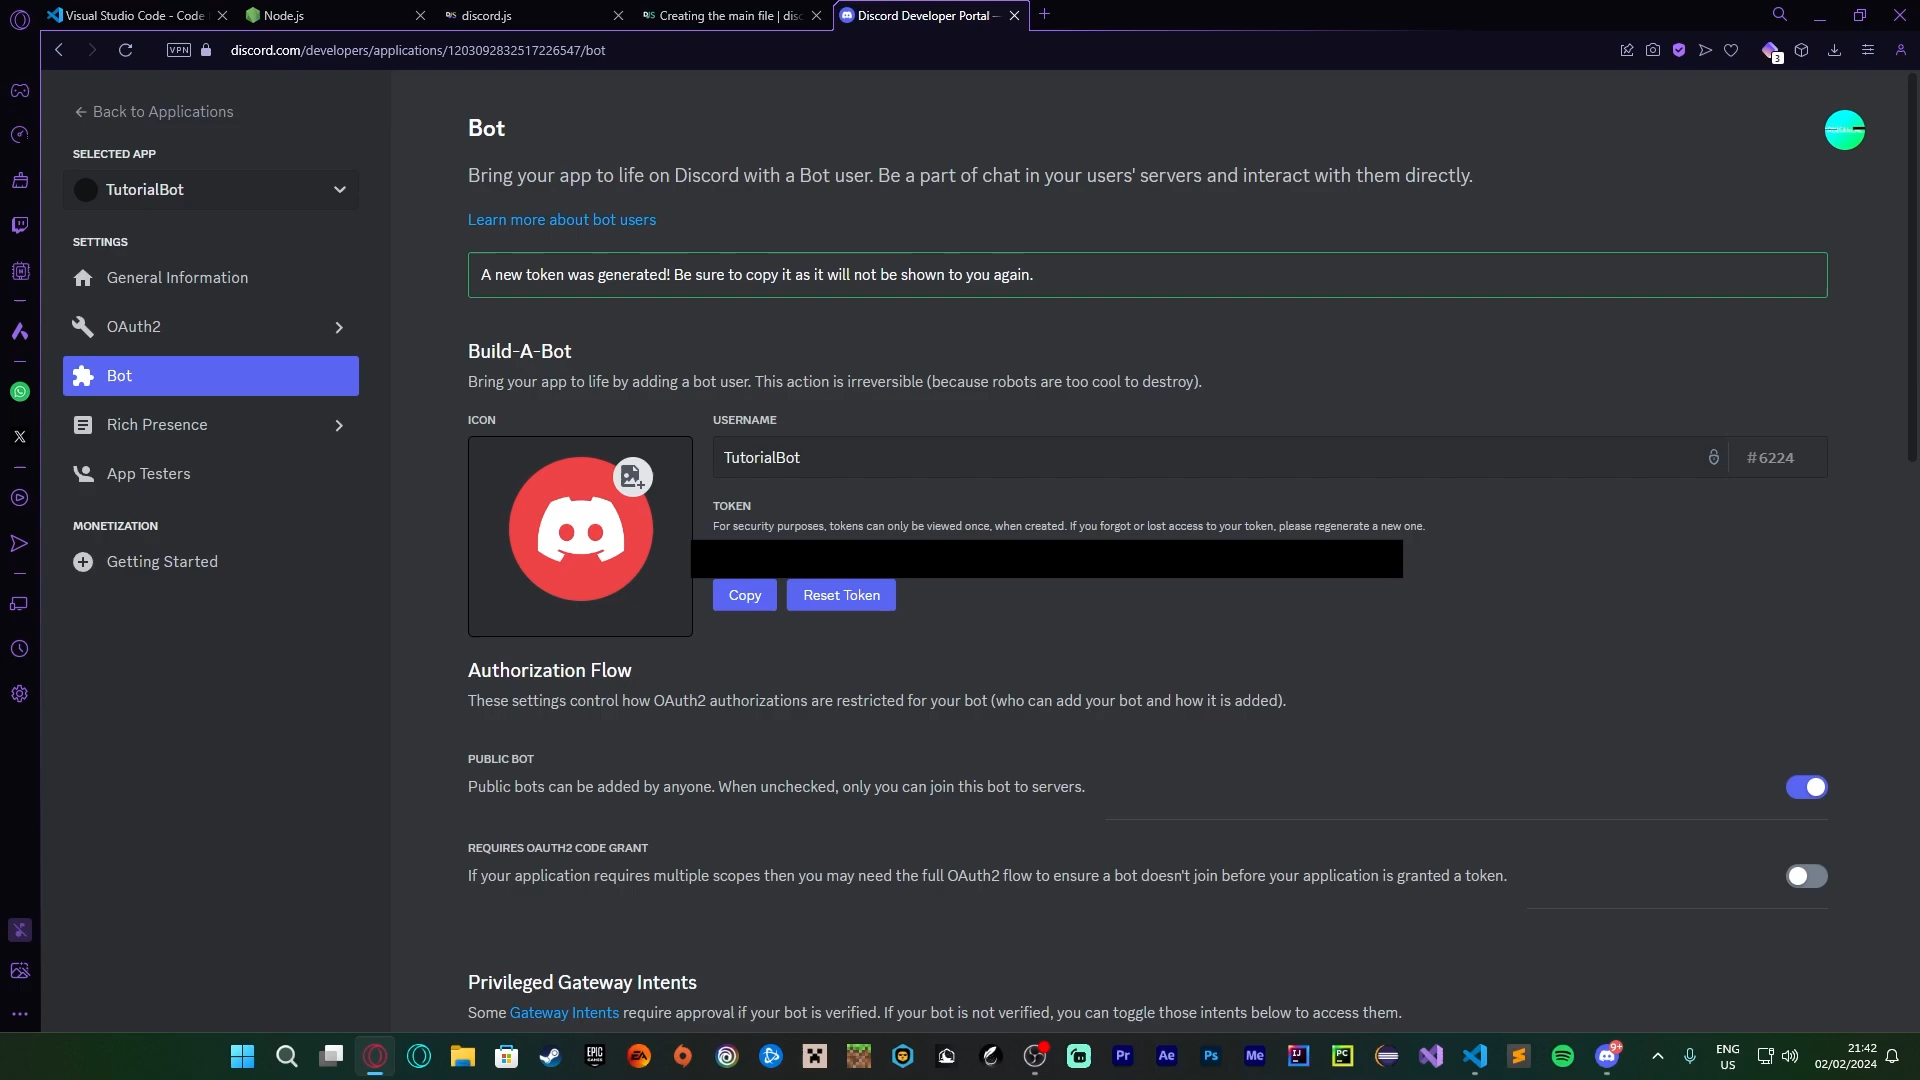 Visual Studio Code - Code
Node.js
discord.js
Creating the main file | disc
Discord Developer Portal —
VPN
discord.com/developers/applications/1203092832517226547/bot
3
← Back to Applications
SELECTED APP
TutorialBot
SETTINGS
General Information
OAuth2
Bot
Rich Presence
App Testers
MONETIZATION
Getting Started
Bot
Bring your app to life on Discord with a Bot user. Be a part of chat in your users' servers and interact with them directly.
Learn more about bot users
A new token was generated! Be sure to copy it as it will not be shown to you again.
Build-A-Bot
Bring your app to life by adding a bot user. This action is irreversible (because robots are too cool to destroy).
ICON
USERNAME
TutorialBot
#6224
TOKEN
For security purposes, tokens can only be viewed once, when created. If you forgot or lost access to your token, please regenerate a new one.
Copy
Reset Token
Authorization Flow
These settings control how OAuth2 authorizations are restricted for your bot (who can add your bot and how it is added).
PUBLIC BOT
Public bots can be added by anyone. When unchecked, only you can join this bot to servers.
REQUIRES OAUTH2 CODE GRANT
If your application requires multiple scopes then you may need the full OAuth2 flow to ensure a bot doesn't join before your application is granted a token.
Privileged Gateway Intents
Some Gateway Intents require approval if your bot is verified. If your bot is not verified, you can toggle those intents below to access them.
EPIC GAMES
EA
Pr
Ae
Ps
Me
IJ
PC
9+
ENG
US
21:42
02/02/2024